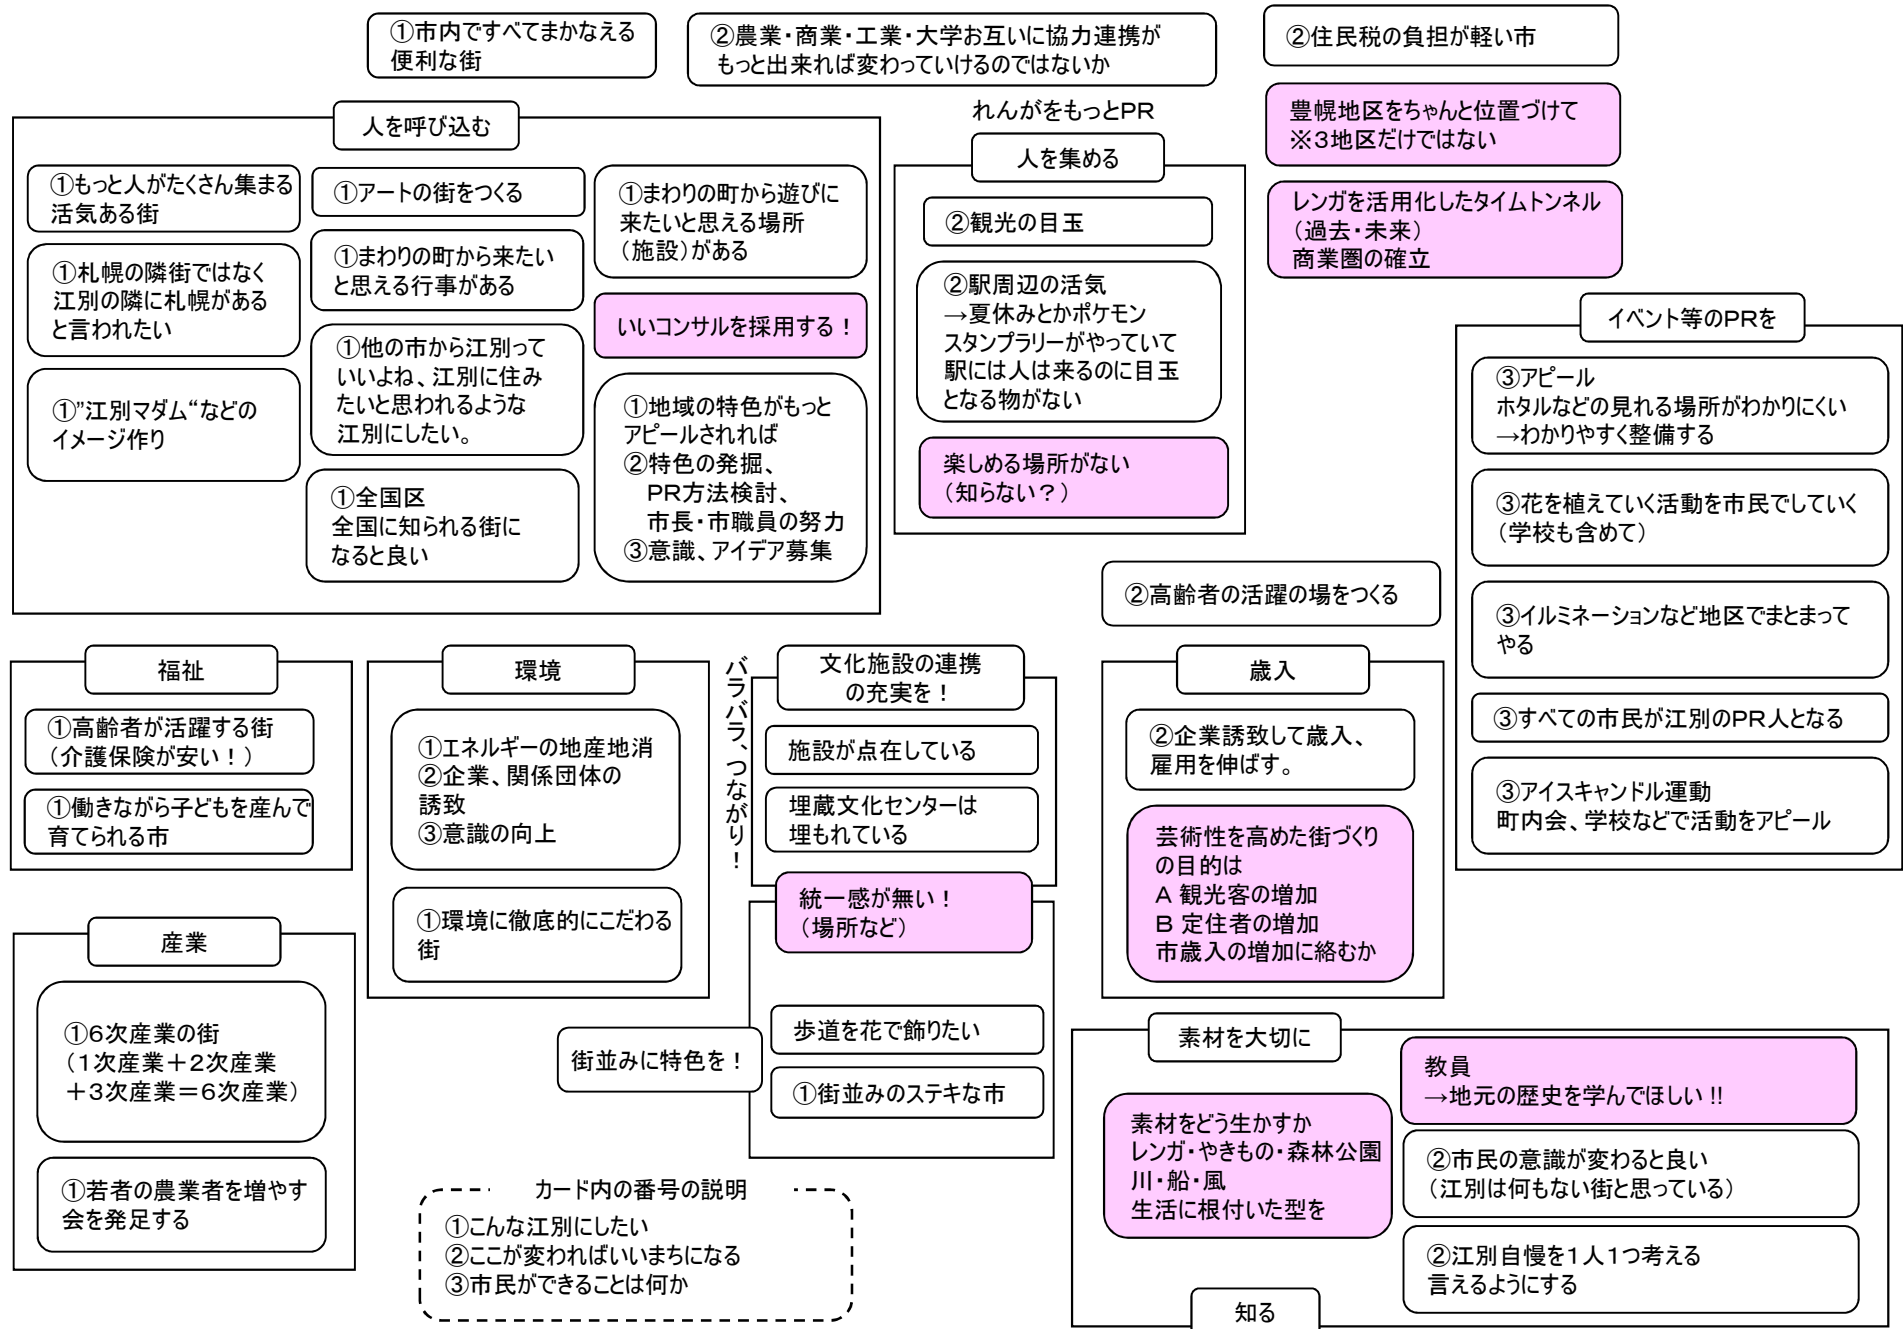 ①市内ですべてまかなえる
便利な街
②農業・商業・工業・大学お互いに協力連携が
もっと出来れば変わっていけるのではないか
②住民税の負担が軽い市
豊幌地区をちゃんと位置づけて
※3地区だけではない
レンガを活用化したタイムトンネル
（過去・未来）
商業圏の確立
人を呼び込む
①もっと人がたくさん集まる
活気ある街
①札幌の隣街ではなく
江別の隣に札幌がある
と言われたい
①”江別マダム“などの
イメージ作り
①アートの街をつくる
①まわりの町から来たい
と思える行事がある
①他の市から江別って
いいよね、江別に住み
たいと思われるような
江別にしたい。
①全国区
全国に知られる街に
なると良い
①まわりの町から遊びに
来たいと思える場所
（施設）がある
いいコンサルを採用する！
①地域の特色がもっと
アピールされれば
②特色の発掘、
PR方法検討、
市長・市職員の努力
③意識、アイデア募集
れんがをもっとPR
人を集める
②観光の目玉
②駅周辺の活気
→夏休みとかポケモン
スタンプラリーがやっていて
駅には人は来るのに目玉
となる物がない
楽しめる場所がない
（知らない？）
イベント等のPRを
③アピール
ホタルなどの見れる場所がわかりにくい
→わかりやすく整備する
③花を植えていく活動を市民でしていく
（学校も含めて）
③イルミネーションなど地区でまとまって
やる
③すべての市民が江別のPR人となる
③アイスキャンドル運動
町内会、学校などで活動をアピール
②高齢者の活躍の場をつくる
福祉
①高齢者が活躍する街
（介護保険が安い！）
①働きながら子どもを産んで
育てられる市
環境
①エネルギーの地産地消
②企業、関係団体の
誘致
③意識の向上
①環境に徹底的にこだわる
街
バラバラ、つながり！
文化施設の連携
の充実を！
施設が点在している
埋蔵文化センターは
埋もれている
統一感が無い！
（場所など）
街並みに特色を！
歩道を花で飾りたい
①街並みのステキな市
歳入
②企業誘致して歳入、
雇用を伸ばす。
芸術性を高めた街づくり
の目的は
A 観光客の増加
B 定住者の増加
市歳入の増加に絡むか
産業
①6次産業の街
（1次産業＋2次産業
＋3次産業＝6次産業）
①若者の農業者を増やす
会を発足する
カード内の番号の説明
①こんな江別にしたい
②ここが変わればいいまちになる
③市民ができることは何か
素材を大切に
素材をどう生かすか
レンガ・やきもの・森林公園
川・船・風
生活に根付いた型を
教員
→地元の歴史を学んでほしい!!
②市民の意識が変わると良い
（江別は何もない街と思っている）
②江別自慢を1人1つ考える
言えるようにする
知る